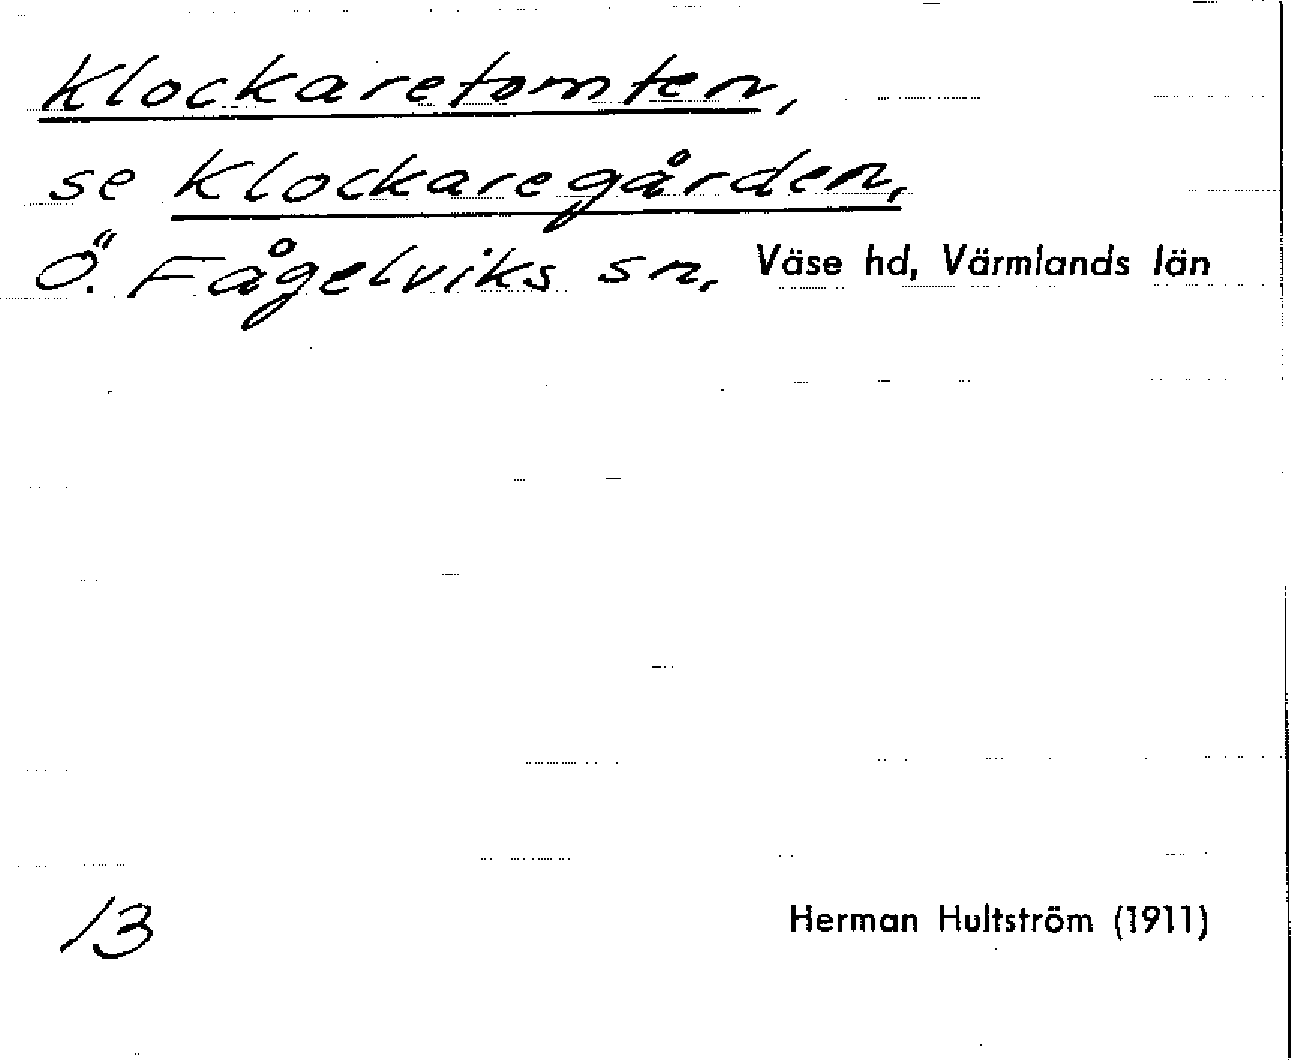 Klockaretomten,
se Klockaregården,
Ö. Fågelviks sn, Väse hd, Värmlands län
13 Herman Hultström (1911)